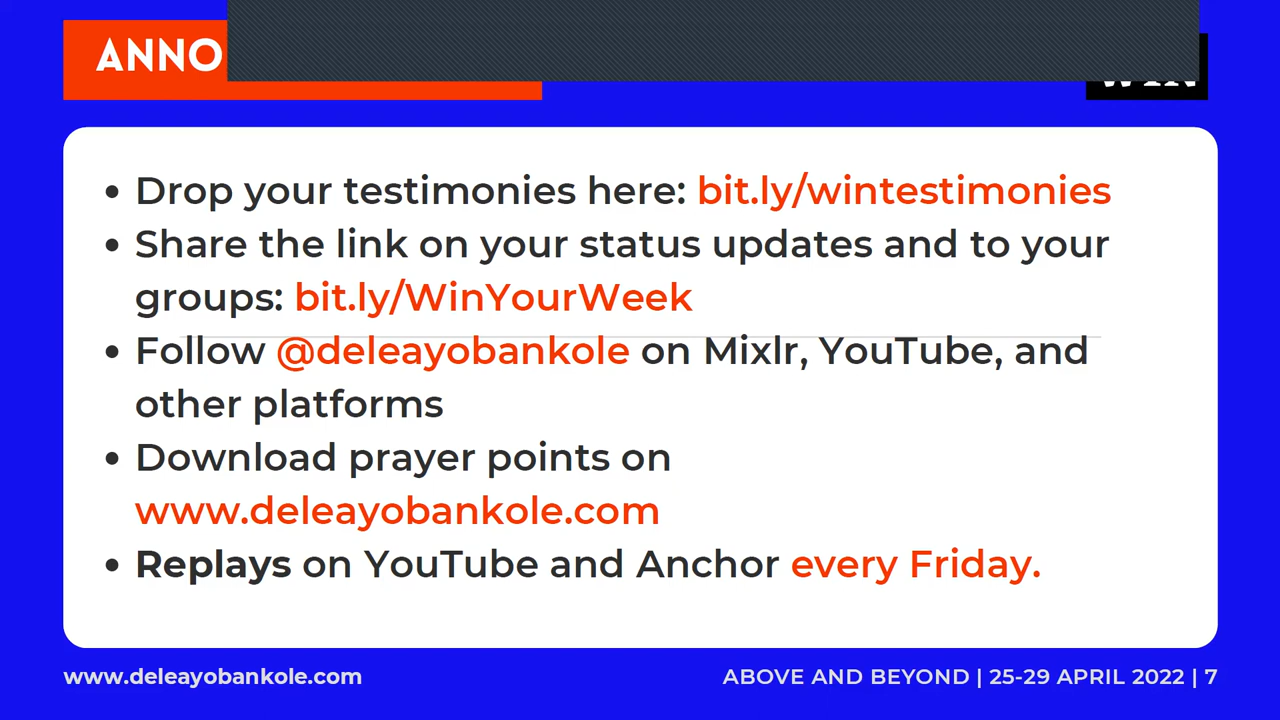 ANNO
WIN
• Drop your testimonies here: bit.ly/wintestimonies
• Share the link on your status updates and to your
groups: bit.ly/WinYourWeek
• Follow @deleayobankole on Mixlr, YouTube, and
other platforms
• Download prayer points on
www.deleayobankole.com
• Replays on YouTube and Anchor every Friday.
www.deleayobankole.com
ABOVE AND BEYOND | 25-29 APRIL 2022 | 7